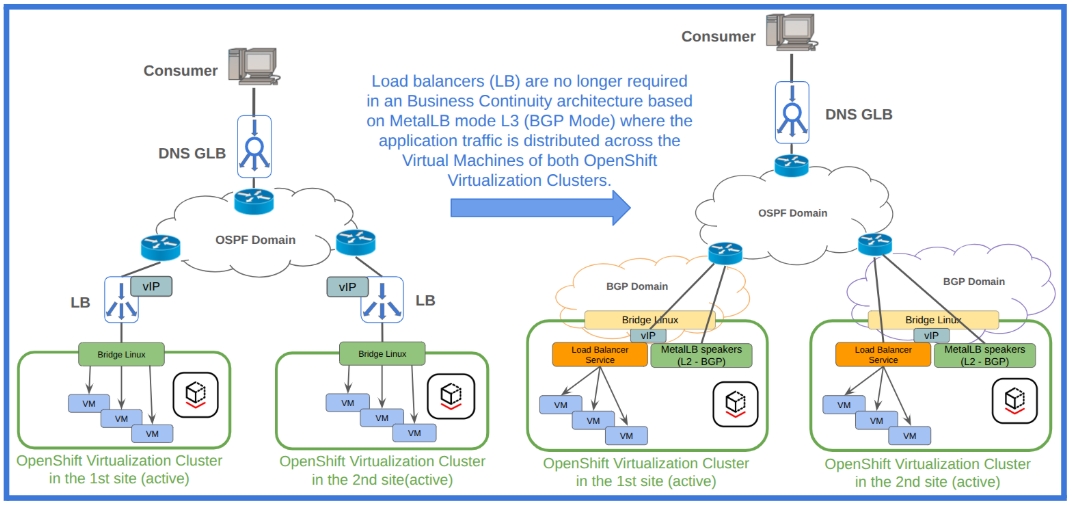 Consumer
DNS GLB
OSPF Domain
LB
vIP
vIP
LB
Bridge Linux
VM
VM
VM
OpenShift Virtualization Cluster
in the 1st site (active)
Bridge Linux
VM
VM
VM
OpenShift Virtualization Cluster
in the 2nd site(active)
Load balancers (LB) are no longer required
in an Business Continuity architecture based
on MetalLB mode L3 (BGP Mode) where the
application traffic is distributed across the
Virtual Machines of both OpenShift
Virtualization Clusters.
Consumer
DNS GLB
OSPF Domain
BGP Domain
Bridge Linux
vIP
Load Balancer
Service
MetalLB speakers
(L2 - BGP)
VM
VM
VM
OpenShift Virtualization Cluster
in the 1st site (active)
BGP Domain
Bridge Linux
vIP
Load Balancer
Service
MetalLB speakers
(L2 - BGP)
VM
VM
VM
OpenShift Virtualization Cluster
in the 2nd site (active)